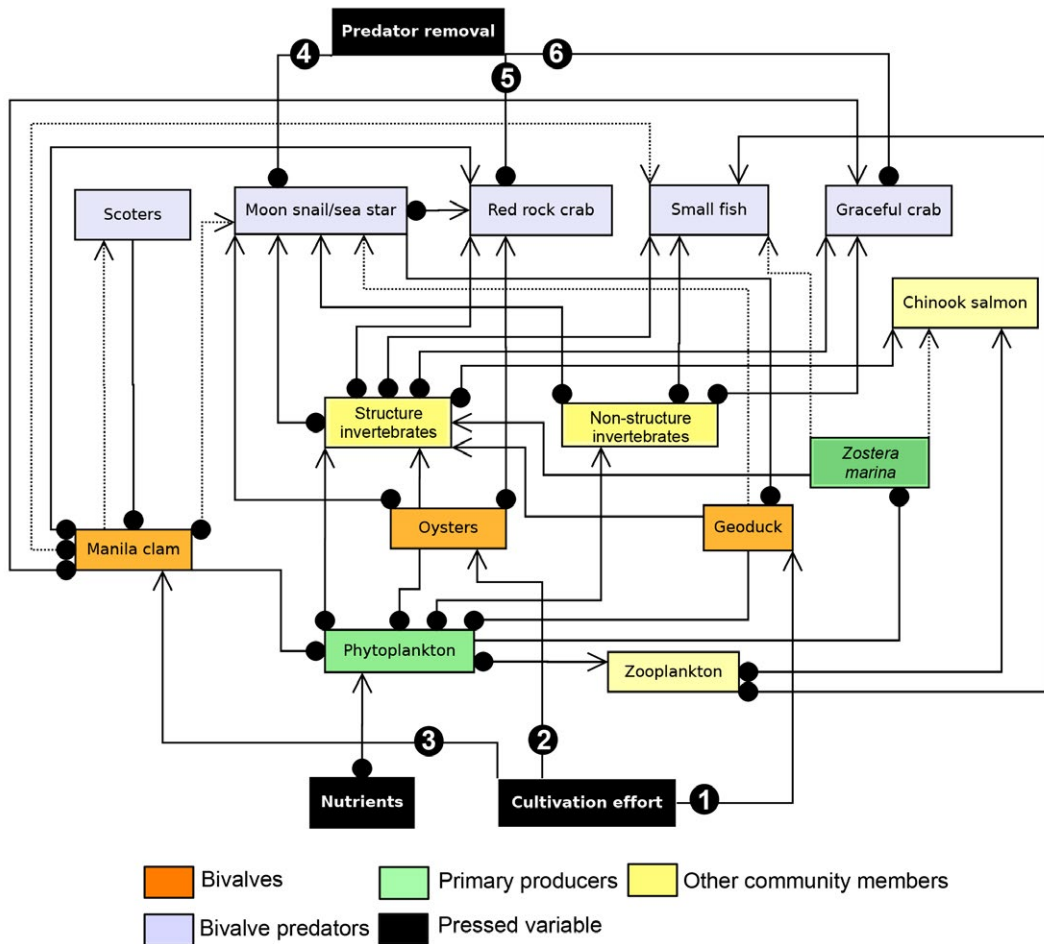 Predator removal
4
6
5
Scoters
Moon snail/sea star
Red rock crab
Small fish
Graceful crab
Chinook salmon
Structure
invertebrates
Non-structure
invertebrates
Zostera
marina
Oysters
Geoduck
Manila clam
Phytoplankton
Zooplankton
3
2
1
Nutrients
Cultivation effort
Bivalves
Primary producers
Other community members
Bivalve predators
Pressed variable